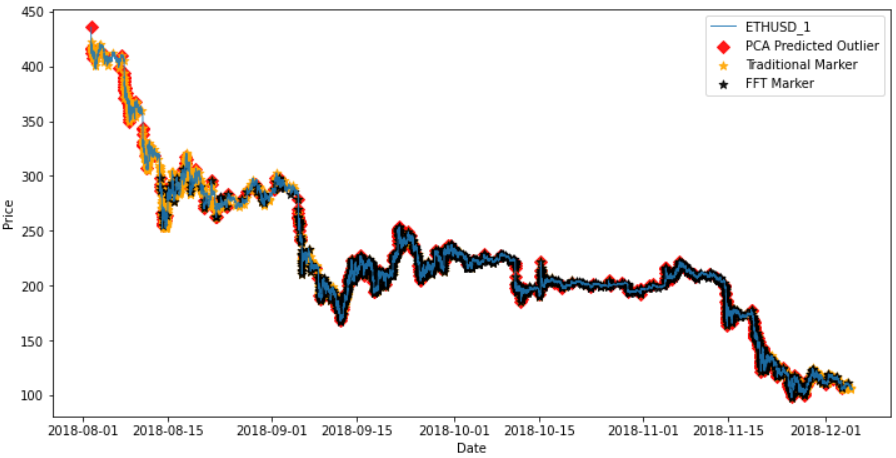 450
400
350
300
250
200
150
100
Price
ETHUSD_1
PCA Predicted Outlier
Traditional Marker
FFT Marker
2018-08-01 2018-08-15 2018-09-01 2018-09-15 2018-10-01 2018-10-15 2018-11-01 2018-11-15 2018-12-01
Date